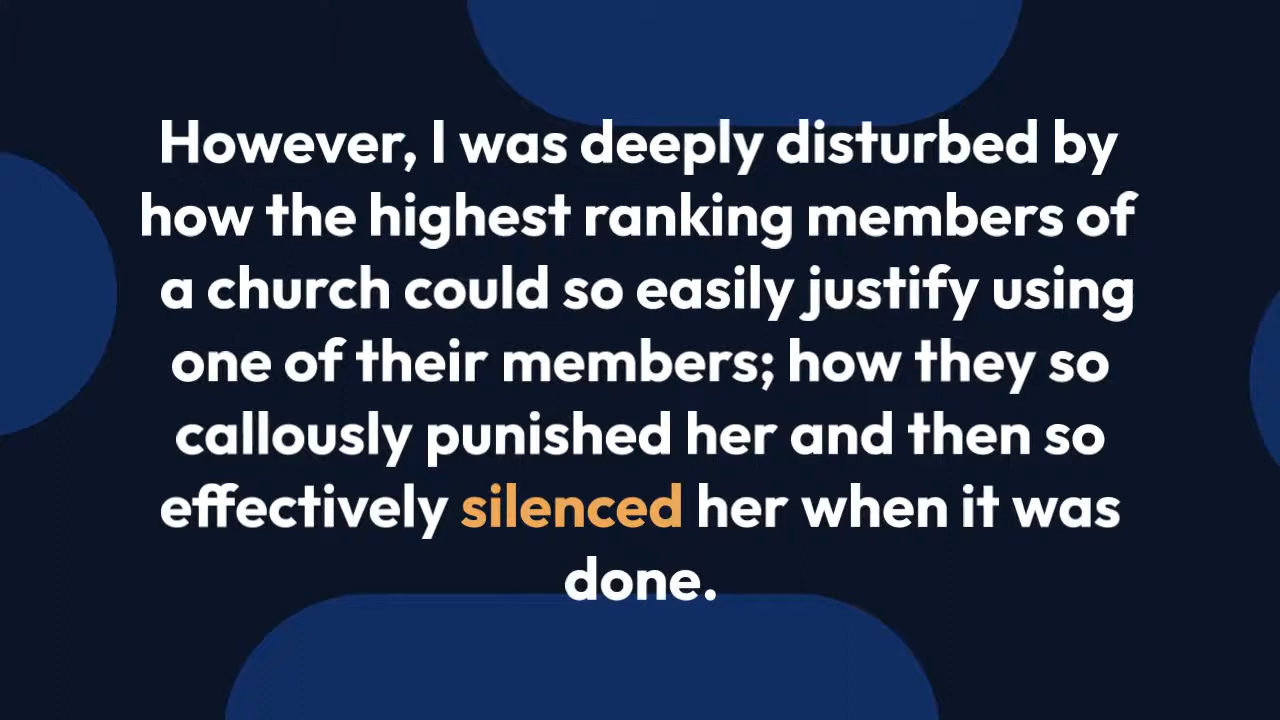 However, I was deeply disturbed by
how the highest ranking members of
a church could so easily justify using
one of their members; how they so
callously punished her and then so
effectively silenced her when it was
done.